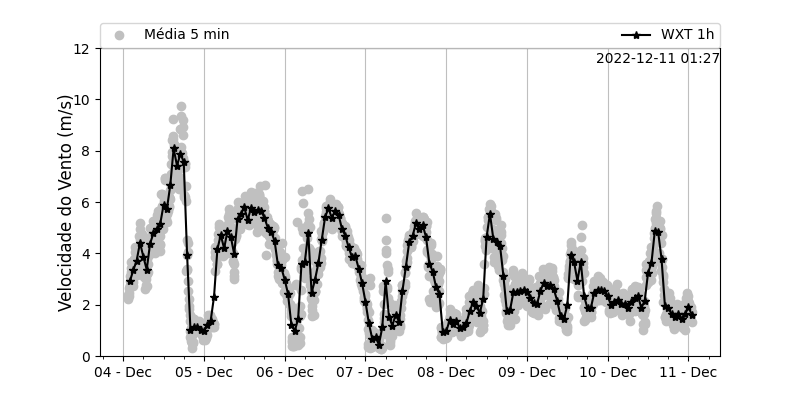 Média 5 min
WXT 1h
2022-12-11 01:27
Velocidade do Vento (m/s)
12
10
8
6
4
2
0
04 - Dec
05 - Dec
06 - Dec
07 - Dec
08 - Dec
09 - Dec
10 - Dec
11 - Dec